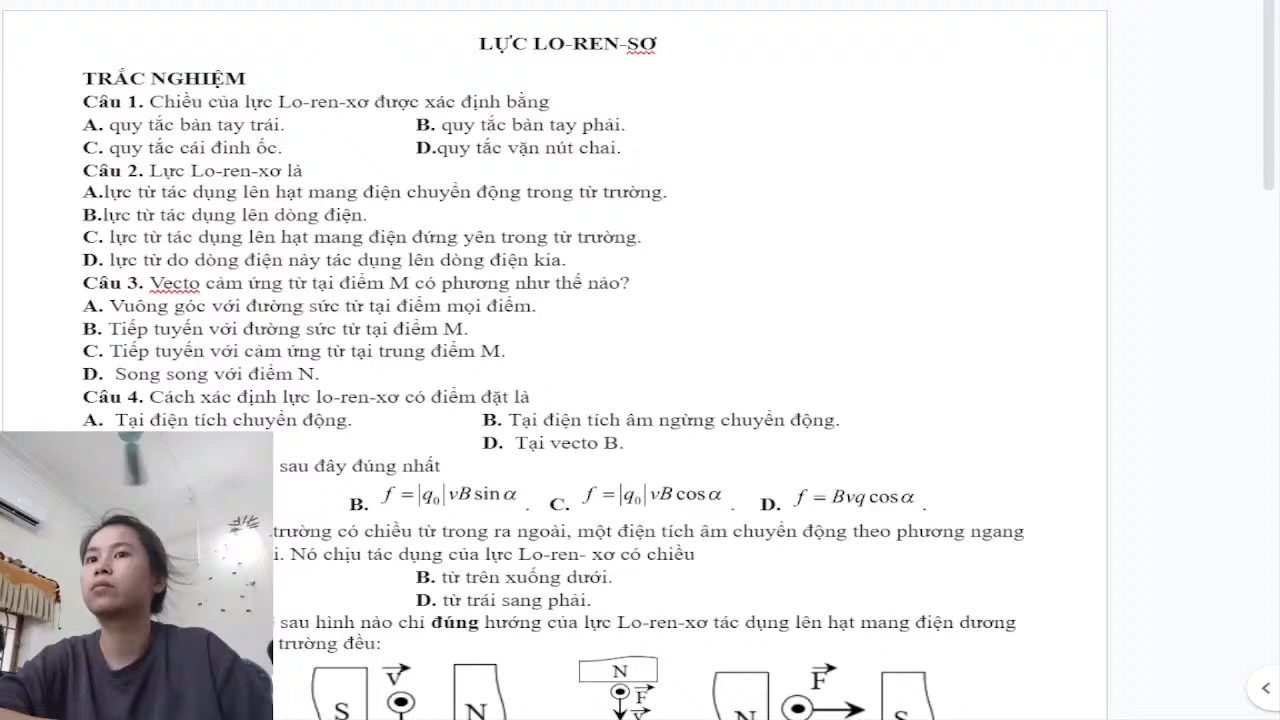 LỰC LO-REN-SƠ
TRẮC NGHIỆM
Câu 1. Chiều của lực Lo-ren-xơ được xác định bằng
A. quy tắc bàn tay trái. B. quy tắc bàn tay phải.
C. quy tắc cái đinh ốc. D.quy tắc vặn nút chai.
Câu 2. Lực Lo-ren-xơ là
A.lực từ tác dụng lên hạt mang điện chuyển động trong từ trường.
B.lực từ tác dụng lên dòng điện.
C. lực từ tác dụng lên hạt mang điện đứng yên trong từ trường.
D. lực từ do dòng điện này tác dụng lên dòng điện kia.
Câu 3. Vecto cảm ứng từ tại điểm M có phương như thế nào?
A. Vuông góc với đường sức từ tại điểm mọi điểm.
B. Tiếp tuyến với đường sức từ tại điểm M.
C. Tiếp tuyến với cảm ứng từ tại trung điểm M.
D. Song song với điểm N.
Câu 4. Cách xác định lực lo-ren-xơ có điểm đặt là
A. Tại điện tích chuyển động. B. Tại điện tích âm ngừng chuyển động.
D. Tại vecto B.
sau đây đúng nhất
B. f = |q₀| vB sin α . C. f = |q₀| vB cos α . D. f = Bvq cos α .
trường có chiều từ trong ra ngoài, một điện tích âm chuyển động theo phương ngang
i. Nó chịu tác dụng của lực Lo-ren- xơ có chiều
B. từ trên xuống dưới.
D. từ trái sang phải.
sau hình nào chỉ đúng hướng của lực Lo-ren-xơ tác dụng lên hạt mang điện dương
trường đều:
S v N N F v N F S